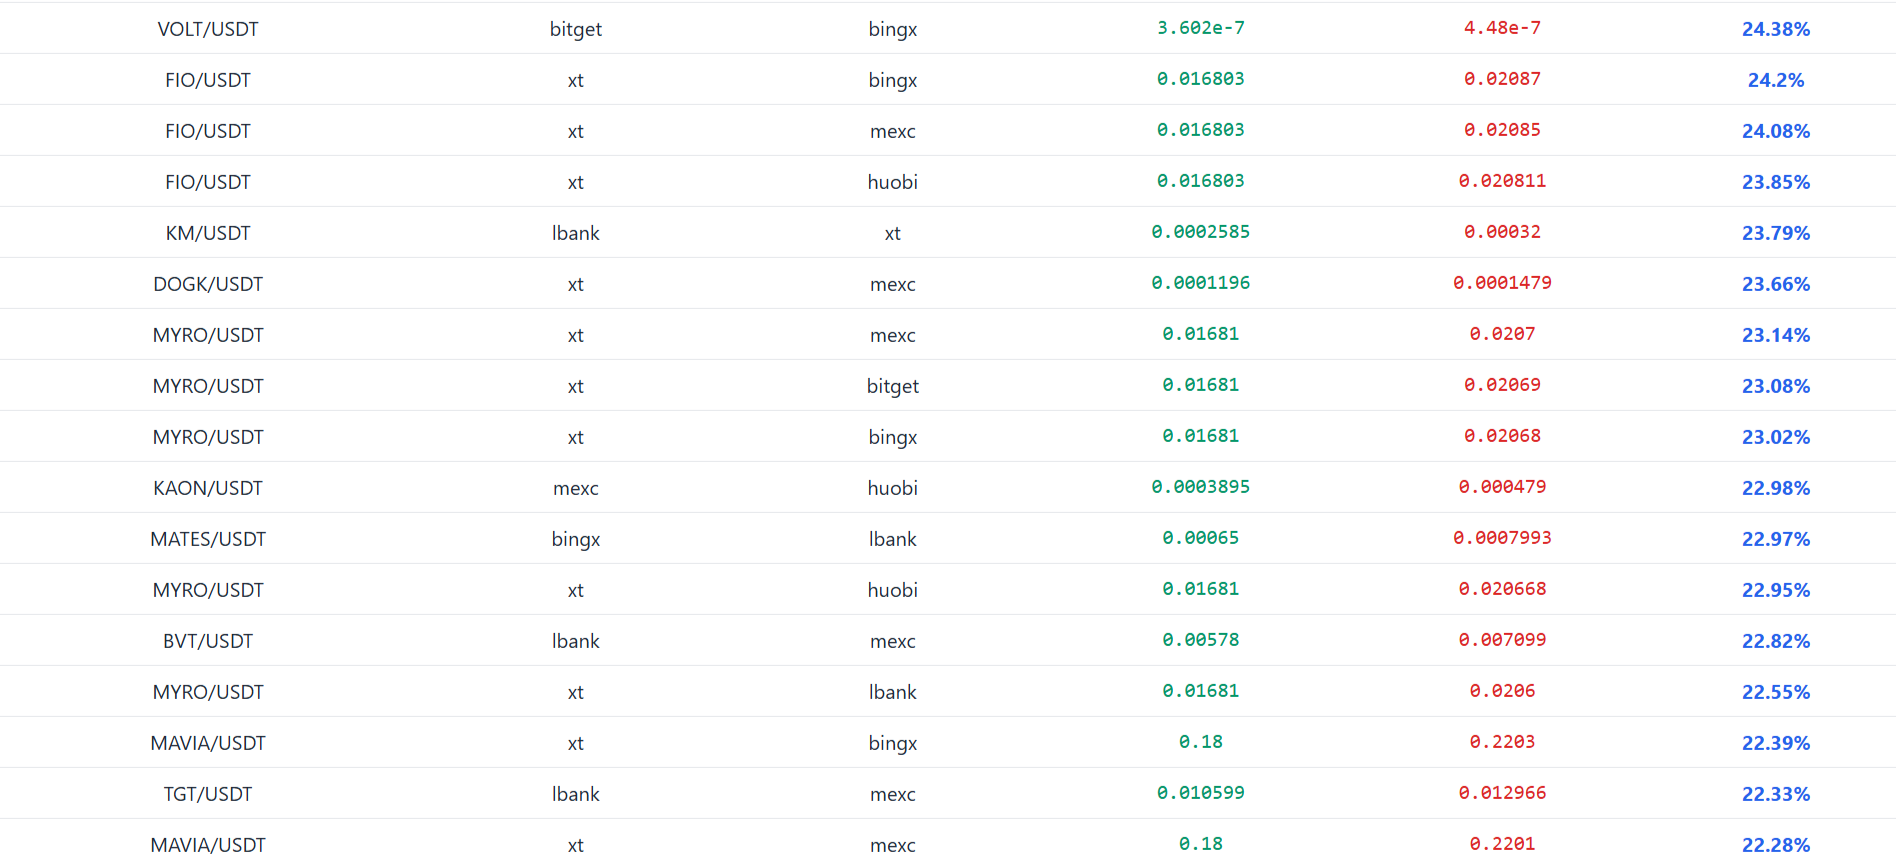 VOLT/USDT bitget bingx 3.602e-7 4.48e-7 24.38%
FIO/USDT xt bingx 0.016803 0.02087 24.2%
FIO/USDT xt mexc 0.016803 0.02085 24.08%
FIO/USDT xt huobi 0.016803 0.020811 23.85%
KM/USDT lbank xt 0.0002585 0.00032 23.79%
DOGK/USDT xt mexc 0.0001196 0.0001479 23.66%
MYRO/USDT xt mexc 0.01681 0.0207 23.14%
MYRO/USDT xt bitget 0.01681 0.02069 23.08%
MYRO/USDT xt bingx 0.01681 0.02068 23.02%
KAON/USDT mexc huobi 0.0003895 0.000479 22.98%
MATES/USDT bingx lbank 0.00065 0.0007993 22.97%
MYRO/USDT xt huobi 0.01681 0.020668 22.95%
BVT/USDT lbank mexc 0.00578 0.007099 22.82%
MYRO/USDT xt lbank 0.01681 0.0206 22.55%
MAVIA/USDT xt bingx 0.18 0.2203 22.39%
TGT/USDT lbank mexc 0.010599 0.012966 22.33%
MAVIA/USDT xt mexc 0.18 0.2201 22.28%